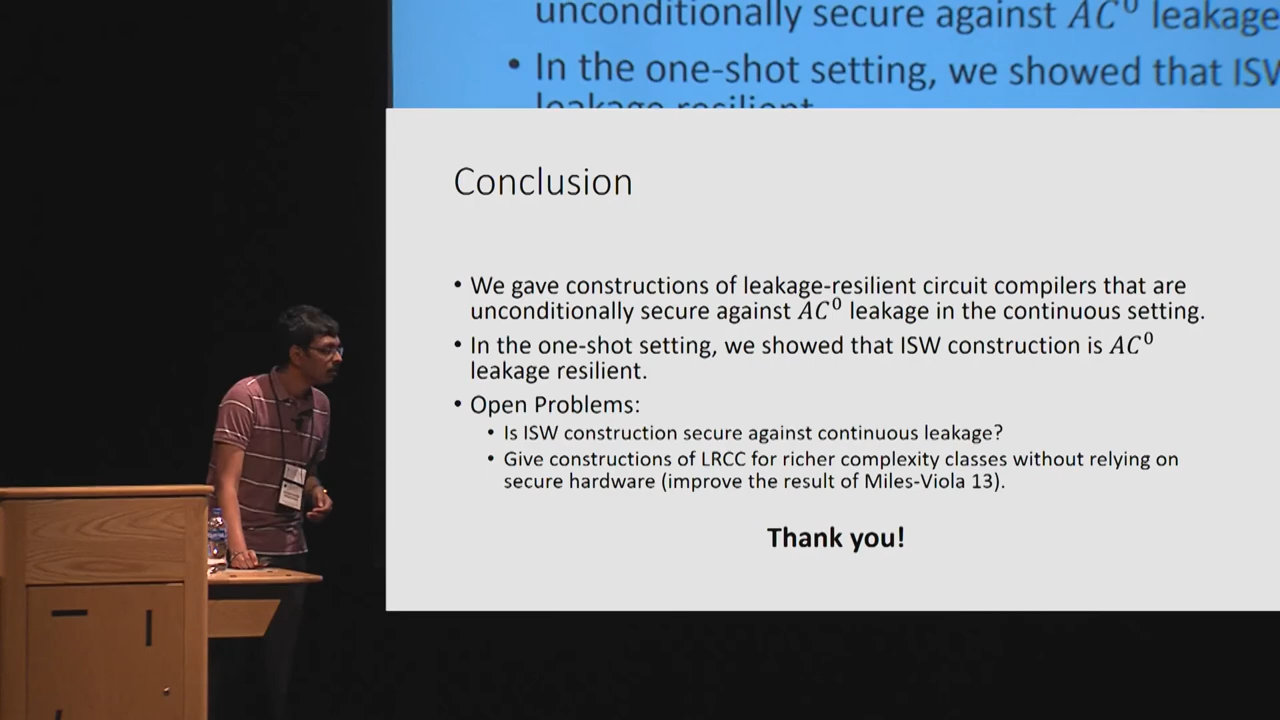 unconditionally secure against AC⁰ leakage
• In the one-shot setting, we showed that
leakage resilient
Conclusion
• We gave constructions of leakage-resilient circuit compilers that are
unconditionally secure against AC⁰ leakage in the continuous setting.
• In the one-shot setting, we showed that ISW construction is AC⁰
leakage resilient.
• Open Problems:
• Is ISW construction secure against continuous leakage?
• Give constructions of LRCC for richer complexity classes without relying on
secure hardware (improve the result of Miles-Viola 13).
Thank you!